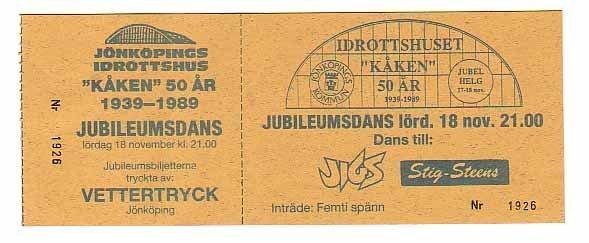 JÖNKÖPINGS
IDROTTSHUS
"KÅKEN" 50 ÅR
1939–1989
JUBILEUMSDANS
lördag 18 november kl. 21.00
Jubileumsbiljetterna
tryckta av:
VETTERTRYCK
Jönköping
Nr 1926
IDROTTSHUSET
"KÅKEN"
50 ÅR
1939-1989
JÖNKÖPINGS
KOMMUN
JUBEL
HELG
17-18 nov.
JUBILEUMSDANS lörd. 18 nov. 21.00
Dans till:
Stig-Steens
Inträde: Femti spänn
Nr 1926